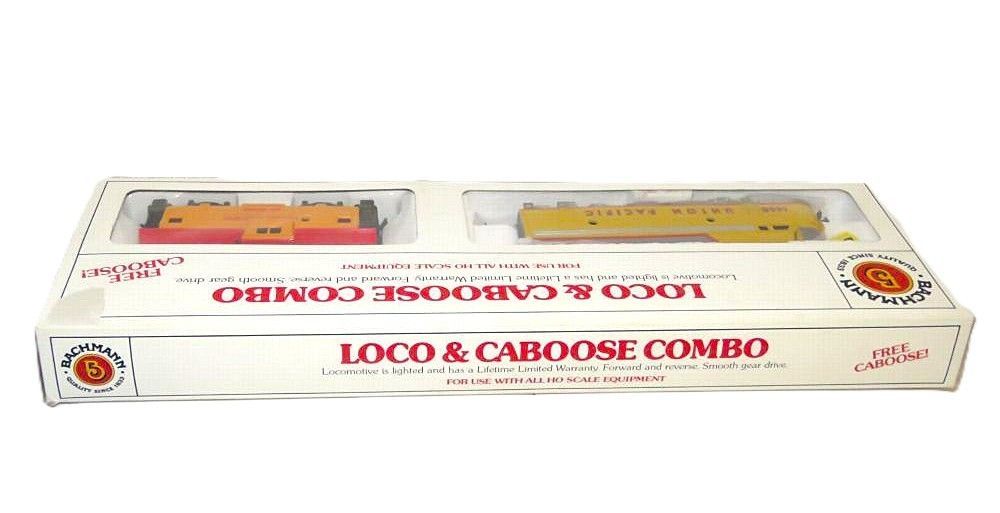 UNION PACIFIC
FREE
CABOOSE!
FOR USE WITH ALL HO SCALE EQUIPMENT
Locomotive is lighted and has a Lifetime Limited Warranty. Forward and reverse. Smooth gear drive.
LOCO & CABOOSE COMBO
BACHMANN
QUALITY SINCE 1833
BACHMANN
QUALITY SINCE 1833
LOCO & CABOOSE COMBO
Locomotive is lighted and has a Lifetime Limited Warranty. Forward and reverse. Smooth gear drive.
FOR USE WITH ALL HO SCALE EQUIPMENT
FREE
CABOOSE!